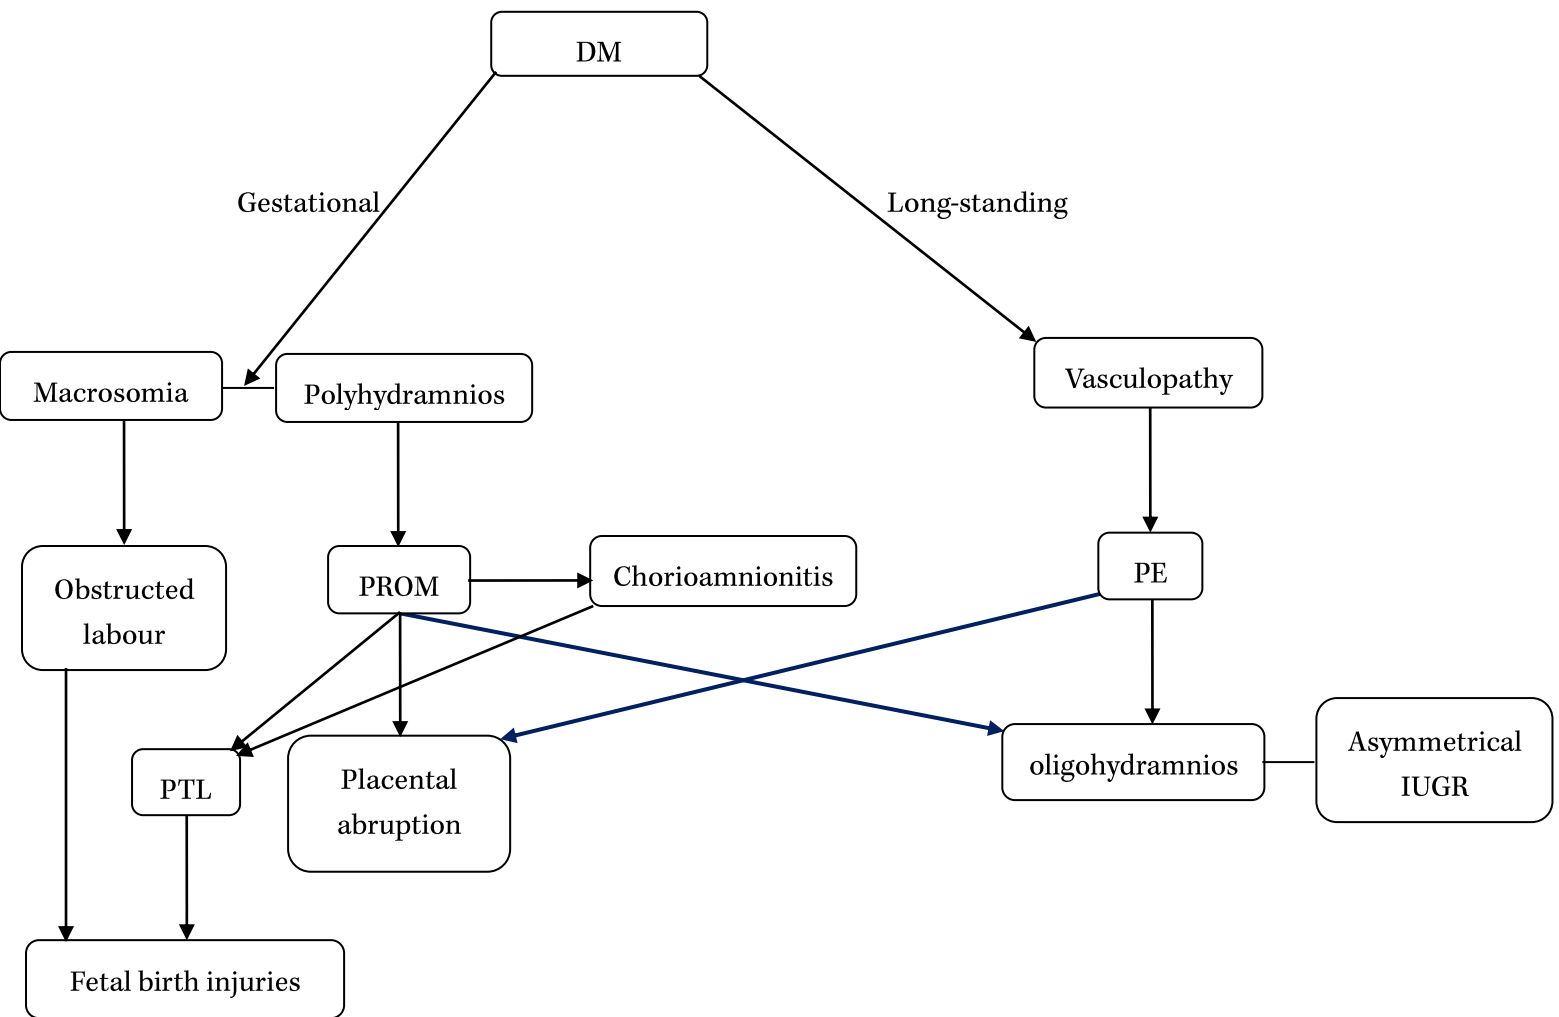 DM
Gestational
Long-standing
Macrosomia
Polyhydramnios
Vasculopathy
Obstructed
labour
PROM
Chorioamnionitis
PE
PTL
Placental
abruption
oligohydramnios
Asymmetrical
IUGR
Fetal birth injuries